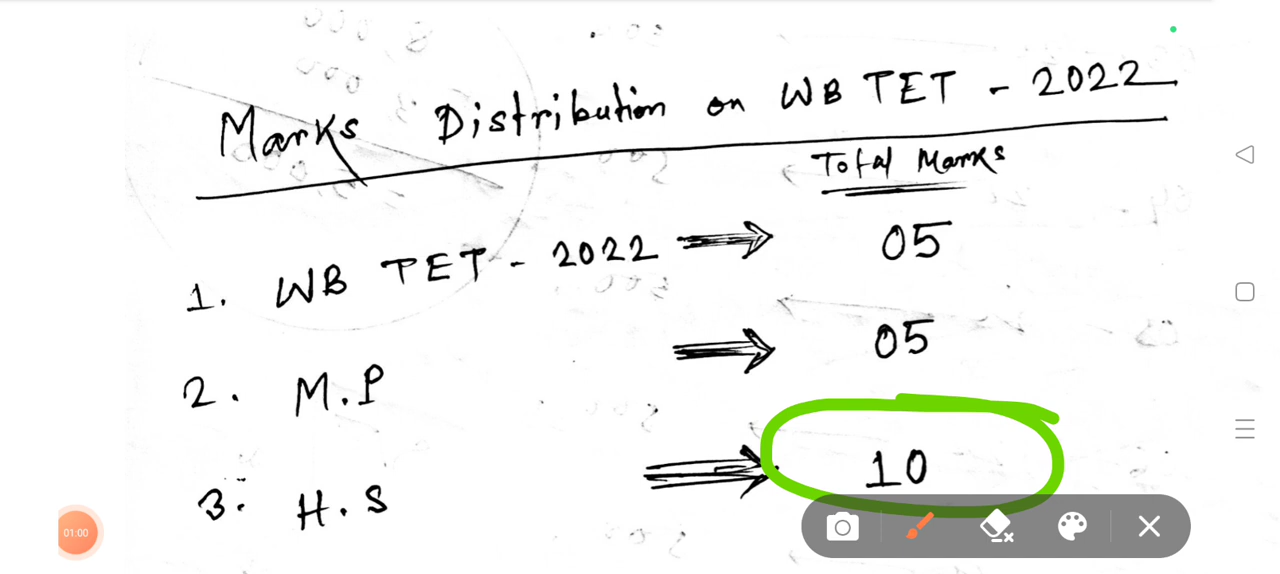 Marks Distribution on WB TET - 2022
Total Marks
1. WB TET - 2022 ⟹ 05
2. M.P ⟹ 05
3. H.S ⟹ 10
01:00